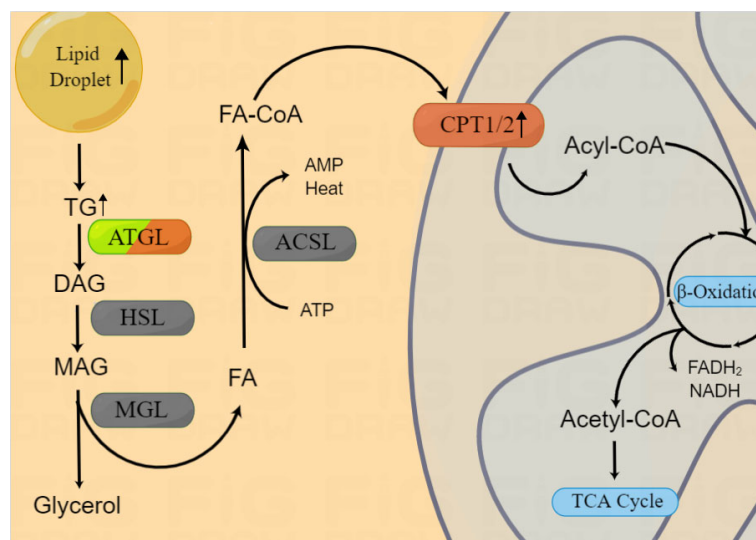 Lipid
Droplet
TG
ATGL
DAG
HSL
MAG
MGL
Glycerol
FA
FA-CoA
AMP
Heat
ACSL
ATP
CPT1/2
Acyl-CoA
β-Oxidatio
FADH₂
NADH
Acetyl-CoA
TCA Cycle